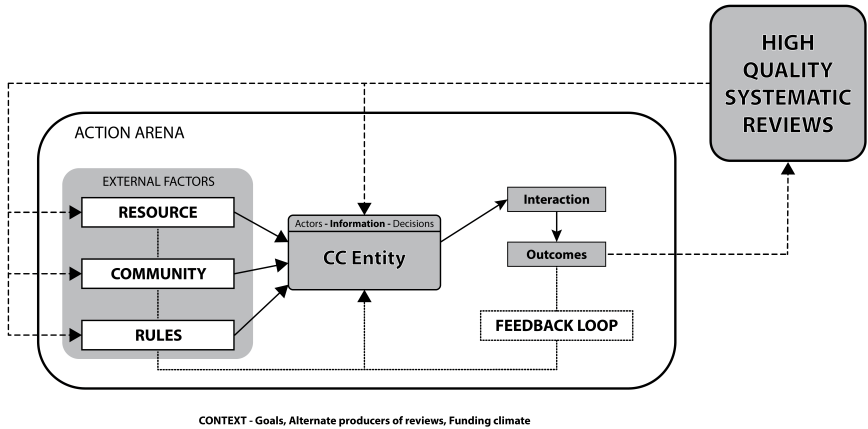 HIGH
QUALITY
SYSTEMATIC
REVIEWS
ACTION ARENA
EXTERNAL FACTORS
RESOURCE
COMMUNITY
RULES
Actors - Information - Decisions
CC Entity
Interaction
Outcomes
FEEDBACK LOOP
CONTEXT - Goals, Alternate producers of reviews, Funding climate